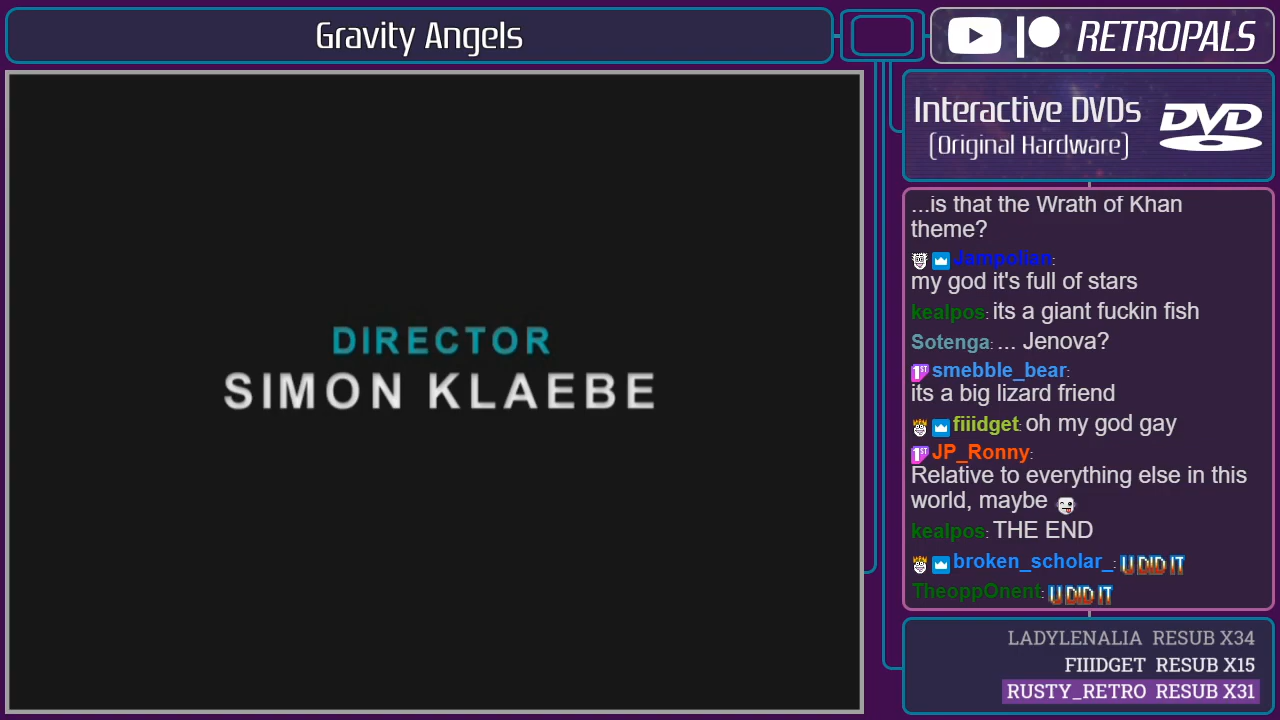 Gravity Angels
RETROPALS
Interactive DVDs
(Original Hardware)
DVD
DIRECTOR
SIMON KLAEBE
...is that the Wrath of Khan
theme?
Jampolian:
my god it's full of stars
kealpos: its a giant fuckin fish
Sotenga: ... Jenova?
1ST smebble_bear:
its a big lizard friend
fiiidget: oh my god gay
1ST JP_Ronny:
Relative to everything else in this
world, maybe
kealpos: THE END
broken_scholar_: U DID IT
TheoppOnent: U DID IT
LADYLENALIA RESUB X34
FIIIDGET RESUB X15
RUSTY_RETRO RESUB X31